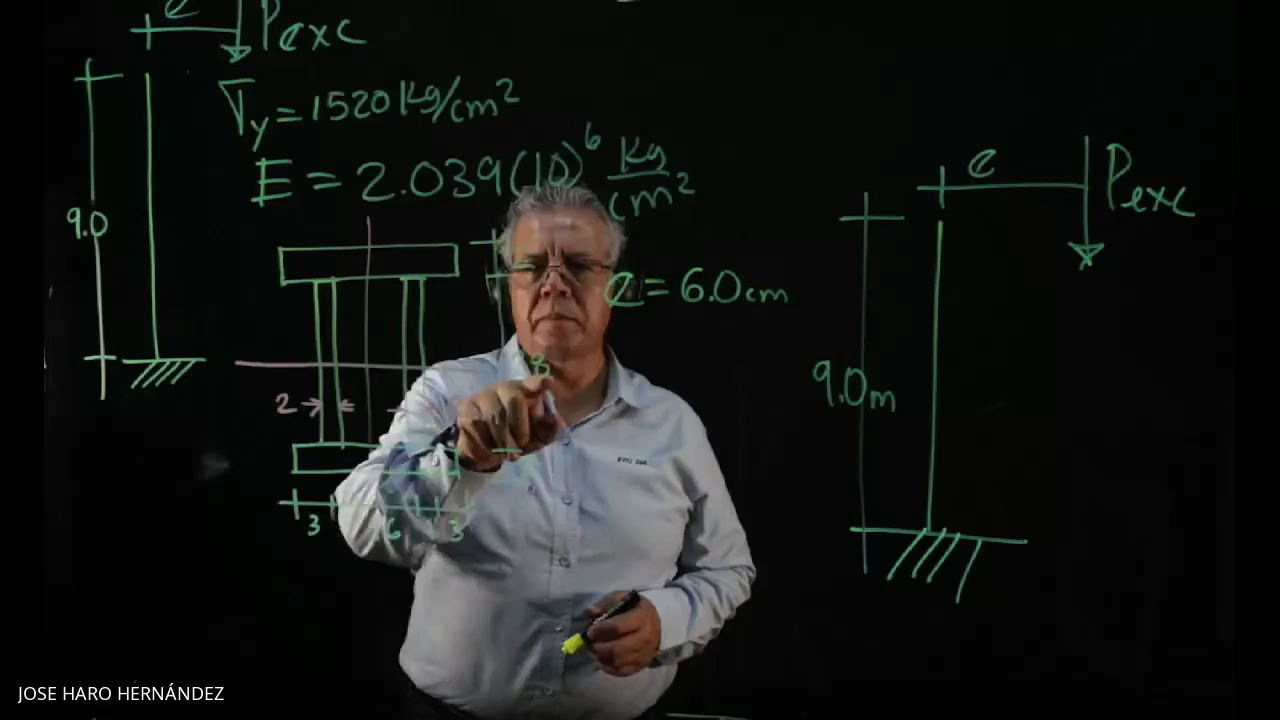 e
Pexc
σy = 1520 Kg/cm²
E = 2.039(10)⁶ Kg/cm²
9.0
e = 6.0cm
2
8
3
6
3
e
Pexc
9.0m
JOSE HARO HERNÁNDEZ